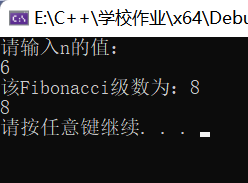 E:\C++\学校作业\x64\Debu
请输入n的值：
6
该Fibonacci级数为：8
8
请按任意键继续. . .